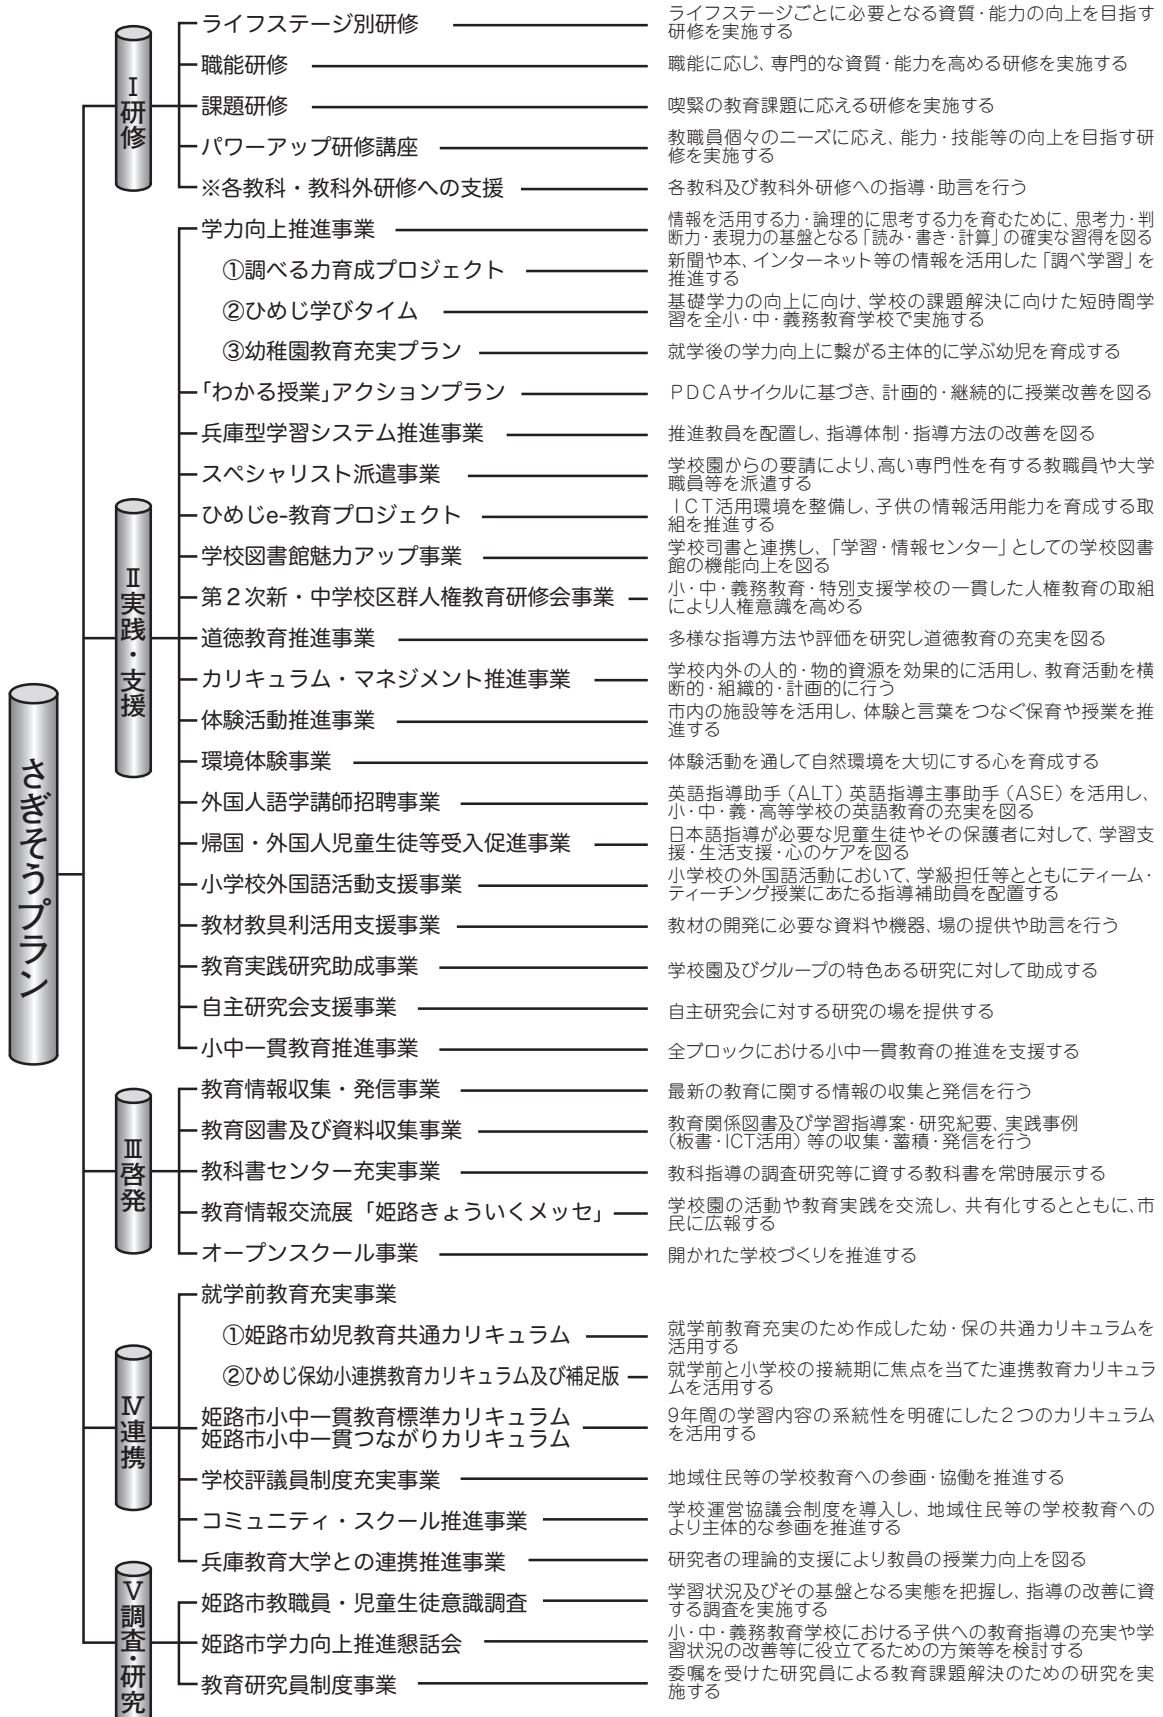 さぎそうプラン
Ⅰ研修
ライフステージ別研修
ライフステージごとに必要となる資質・能力の向上を目指す
研修を実施する
職能研修
職能に応じ、専門的な資質・能力を高める研修を実施する
課題研修
喫緊の教育課題に応える研修を実施する
パワーアップ研修講座
教職員個々のニーズに応え、能力・技能等の向上を目指す研
修を実施する
※各教科・教科外研修への支援
各教科及び教科外研修への指導・助言を行う
Ⅱ実践・支援
学力向上推進事業
情報を活用する力・論理的に思考する力を育むために、思考力・判
断力・表現力の基盤となる「読み・書き・計算」の確実な習得を図る
①調べる力育成プロジェクト
新聞や本、インターネット等の情報を活用した「調べ学習」を
推進する
②ひめじ学びタイム
基礎学力の向上に向け、学校の課題解決に向けた短時間学
習を全小・中・義務教育学校で実施する
③幼稚園教育充実プラン
就学後の学力向上に繋がる主体的に学ぶ幼児を育成する
「わかる授業」アクションプラン
PDCAサイクルに基づき、計画的・継続的に授業改善を図る
兵庫型学習システム推進事業
推進教員を配置し、指導体制・指導方法の改善を図る
スペシャリスト派遣事業
学校園からの要請により、高い専門性を有する教職員や大学
職員等を派遣する
ひめじe-教育プロジェクト
ICT活用環境を整備し、子供の情報活用能力を育成する取
組を推進する
学校図書館魅力アップ事業
学校司書と連携し、「学習・情報センター」としての学校図書
館の機能向上を図る
第2次新・中学校区群人権教育研修会事業
小・中・義務教育・特別支援学校の一貫した人権教育の取組
により人権意識を高める
道徳教育推進事業
多様な指導方法や評価を研究し道徳教育の充実を図る
カリキュラム・マネジメント推進事業
学校内外の人的・物的資源を効果的に活用し、教育活動を横
断的・組織的・計画的に行う
体験活動推進事業
市内の施設等を活用し、体験と言葉をつなぐ保育や授業を推
進する
環境体験事業
体験活動を通して自然環境を大切にする心を育成する
外国人語学講師招聘事業
英語指導助手(ALT)英語指導主事助手(ASE)を活用し、
小・中・義・高等学校の英語教育の充実を図る
帰国・外国人児童生徒等受入促進事業
日本語指導が必要な児童生徒やその保護者に対して、学習支
援・生活支援・心のケアを図る
小学校外国語活動支援事業
小学校の外国語活動において、学級担任等とともにティーム・
ティーチング授業にあたる指導補助員を配置する
教材教具利活用支援事業
教材の開発に必要な資料や機器、場の提供や助言を行う
教育実践研究助成事業
学校園及びグループの特色ある研究に対して助成する
自主研究会支援事業
自主研究会に対する研究の場を提供する
小中一貫教育推進事業
全ブロックにおける小中一貫教育の推進を支援する
Ⅲ啓発
教育情報収集・発信事業
最新の教育に関する情報の収集と発信を行う
教育図書及び資料収集事業
教育関係図書及び学習指導案・研究紀要、実践事例
(板書・ICT活用)等の収集・蓄積・発信を行う
教科書センター充実事業
教科指導の調査研究等に資する教科書を常時展示する
教育情報交流展「姫路きょういくメッセ」
学校園の活動や教育実践を交流し、共有化するとともに、市
民に広報する
オープンスクール事業
開かれた学校づくりを推進する
Ⅳ連携
就学前教育充実事業
①姫路市幼児教育共通カリキュラム
就学前教育充実のため作成した幼・保の共通カリキュラムを
活用する
②ひめじ保幼小連携教育カリキュラム及び補足版
就学前と小学校の接続期に焦点を当てた連携教育カリキュラ
ムを活用する
姫路市小中一貫教育標準カリキュラム
姫路市小中一貫つながりカリキュラム
9年間の学習内容の系統性を明確にした2つのカリキュラム
を活用する
学校評議員制度充実事業
地域住民等の学校教育への参画・協働を推進する
コミュニティ・スクール推進事業
学校運営協議会制度を導入し、地域住民等の学校教育への
より主体的な参画を推進する
兵庫教育大学との連携推進事業
研究者の理論的支援により教員の授業力向上を図る
Ⅴ調査・研究
姫路市教職員・児童生徒意識調査
学習状況及びその基盤となる実態を把握し、指導の改善に資
する調査を実施する
姫路市学力向上推進懇話会
小・中・義務教育学校における子供への教育指導の充実や学
習状況の改善等に役立てるための方策等を検討する
教育研究員制度事業
委嘱を受けた研究員による教育課題解決のための研究を実
施する